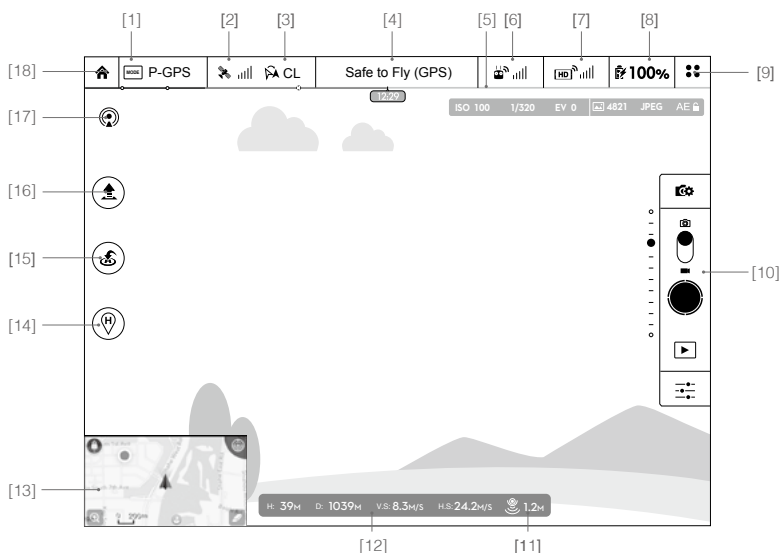 [1] [2] [3] [4] [5] [6] [7] [8]
[18] MODE P-GPS CL Safe to Fly (GPS) HD 100% [9]
12:29
ISO 100 1/320 EV 0 4821 JPEG AE
[17]
[16]
[15]
[10]
[14] H
[13]
H: 39M D: 1039M V.S: 8.3M/S H.S: 24.2M/S 1.2M
[12] [11]